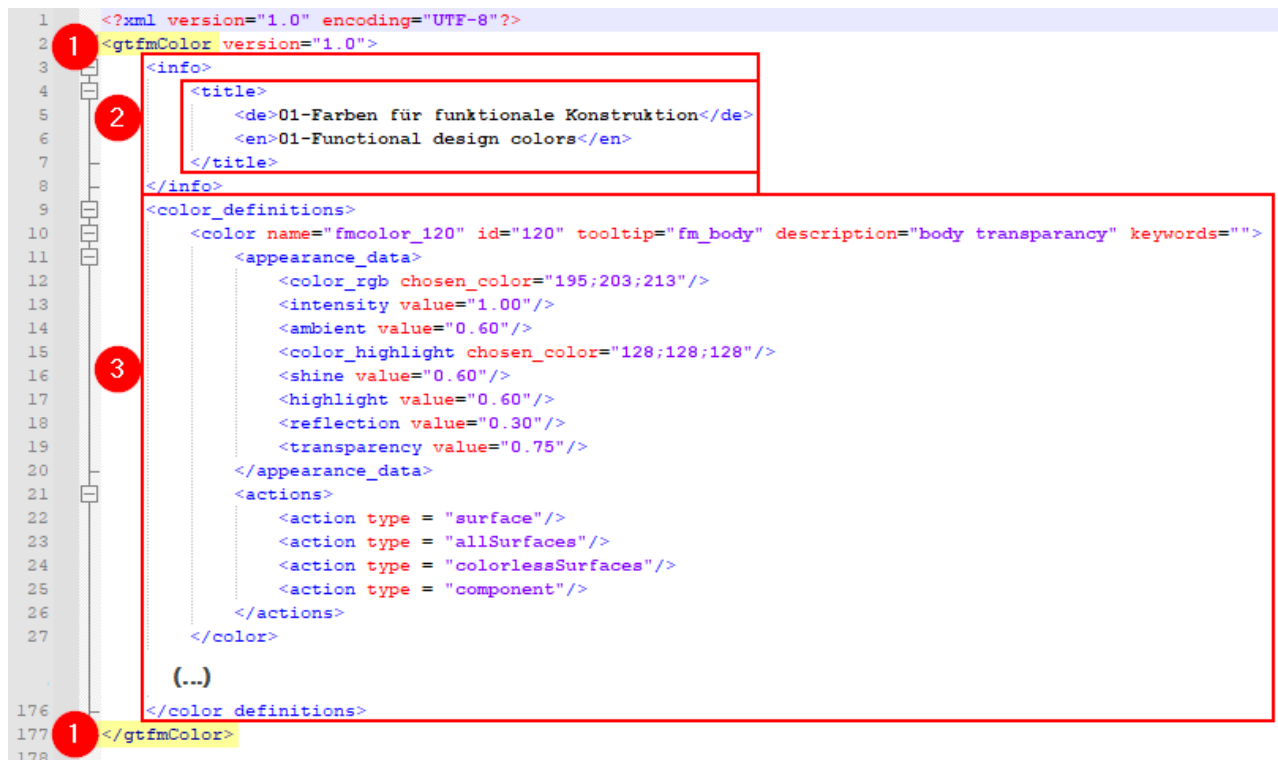 1 <?xml version="1.0" encoding="UTF-8"?>
2 1 <gtfmColor version="1.0">
3 <info>
4 <title>
5 2 <de>01-Farben für funktionale Konstruktion</de>
6 <en>01-Functional design colors</en>
7 </title>
8 </info>
9 <color_definitions>
10 <color name="fmcolor_120" id="120" tooltip="fm_body" description="body transparancy" keywords="">
11 <appearance_data>
12 <color_rgb chosen_color="195;203;213"/>
13 <intensity value="1.00"/>
14 <ambient value="0.60"/>
15 3 <color_highlight chosen_color="128;128;128"/>
16 <shine value="0.60"/>
17 <highlight value="0.60"/>
18 <reflection value="0.30"/>
19 <transparency value="0.75"/>
20 </appearance_data>
21 <actions>
22 <action type = "surface"/>
23 <action type = "allSurfaces"/>
24 <action type = "colorlessSurfaces"/>
25 <action type = "component"/>
26 </actions>
27 </color>
(...)
176 </color_definitions>
177 1 </gtfmColor>
178